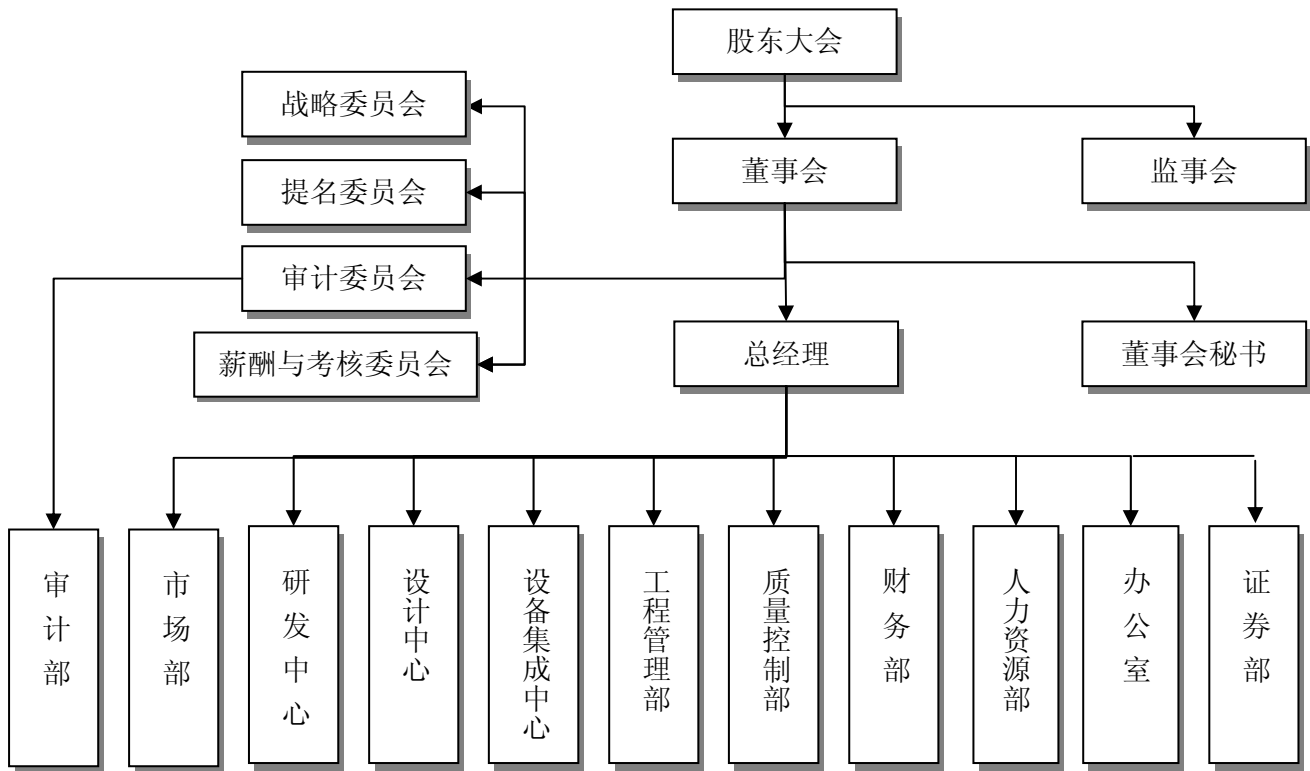 股东大会
战略委员会
董事会
监事会
提名委员会
审计委员会
总经理
董事会秘书
薪酬与考核委员会
审计部
市场部
研发中心
设计中心
设备集成中心
工程管理部
质量控制部
财务部
人力资源部
办公室
证券部